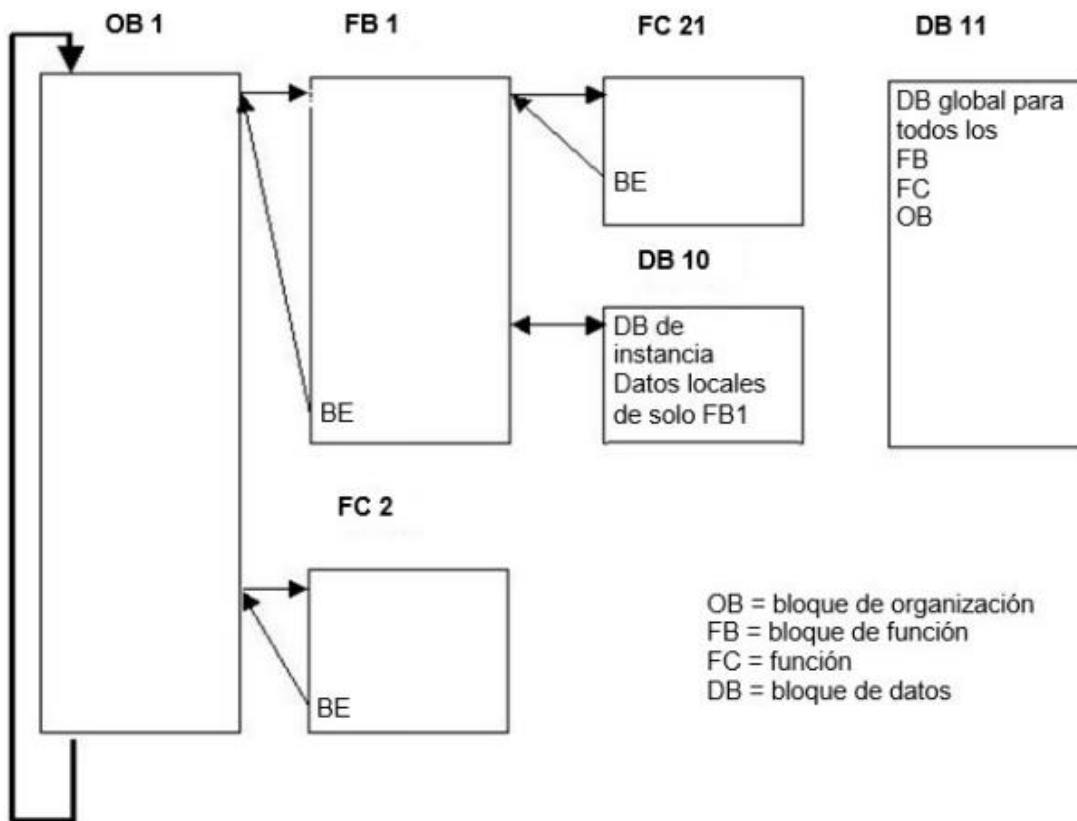 OB 1
FB 1
FC 21
DB 11
DB global para
todos los
FB
FC
OB
BE
DB 10
DB de
instancia
Datos locales
de solo FB1
BE
FC 2
BE
OB = bloque de organización
FB = bloque de función
FC = función
DB = bloque de datos